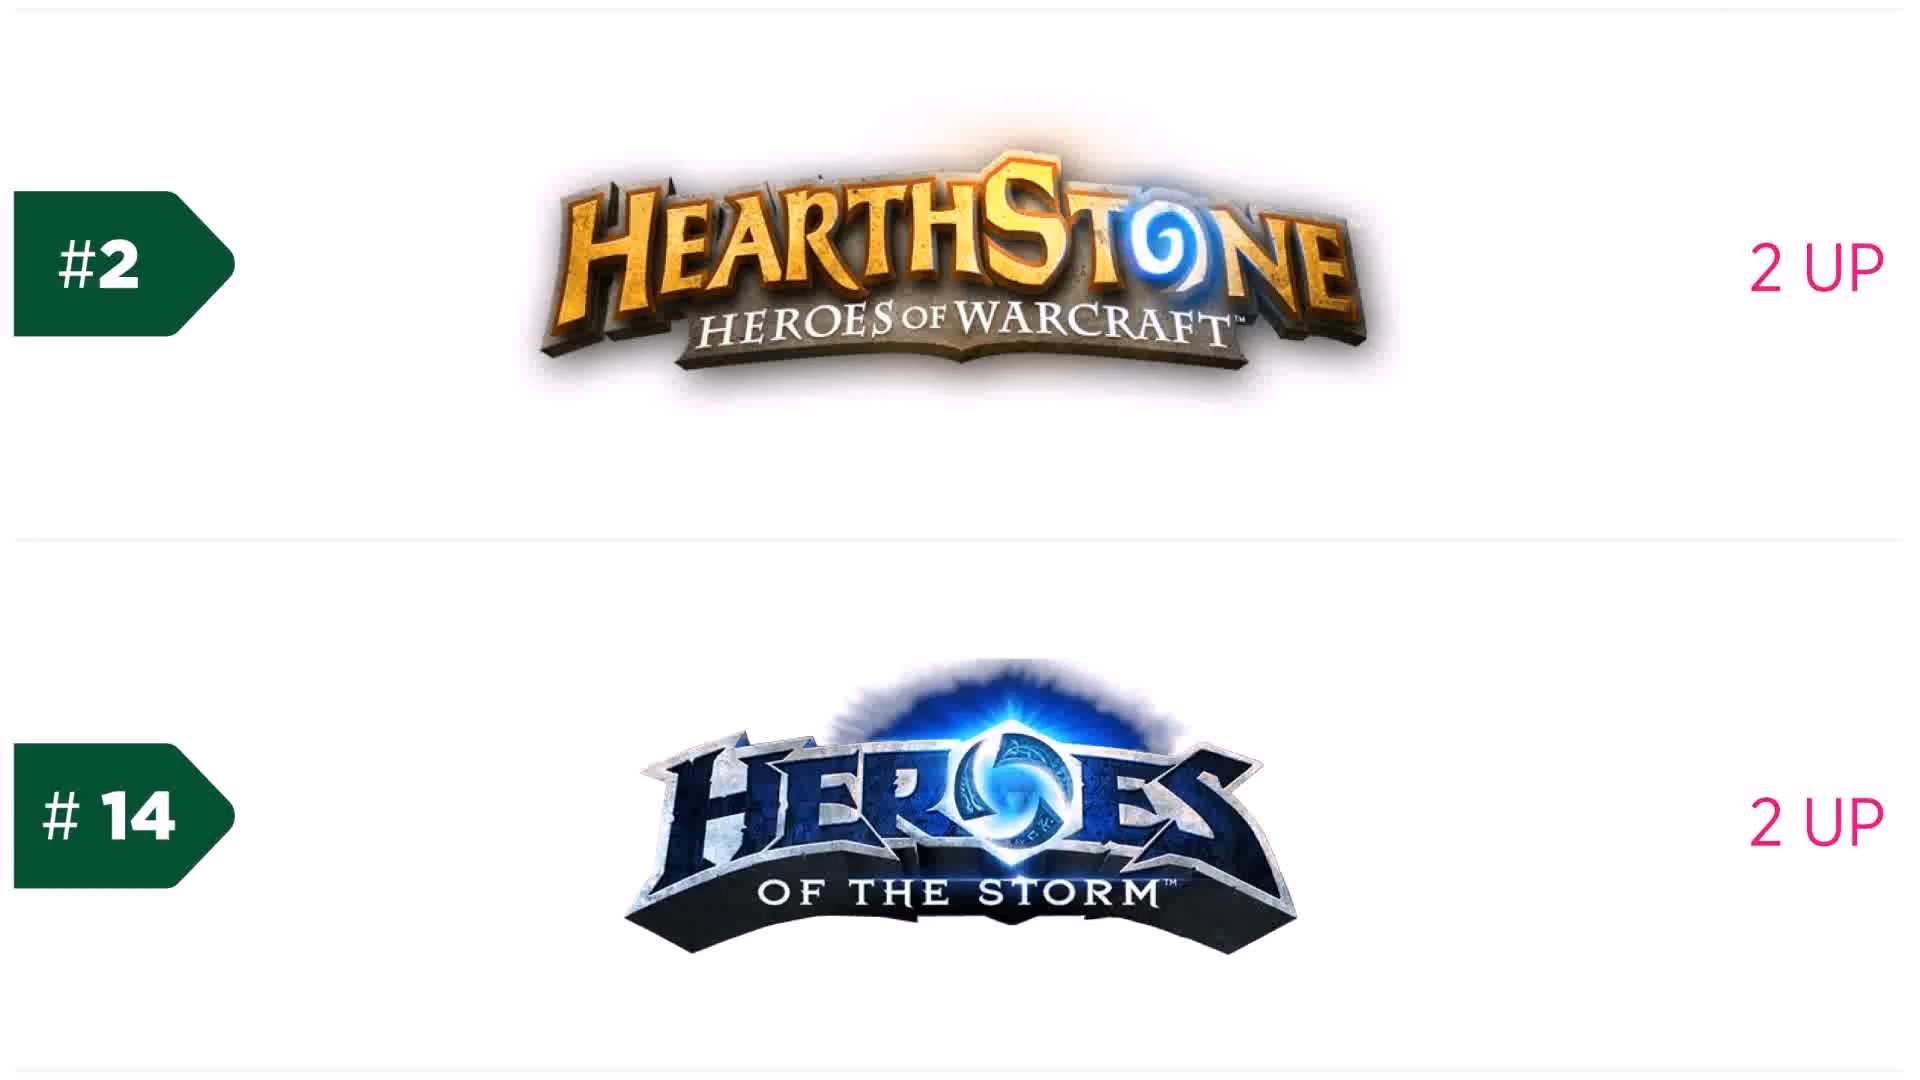 #2
HEARTHSTONE
HEROES OF WARCRAFT™
2 UP
# 14
HEROES
OF THE STORM™
2 UP